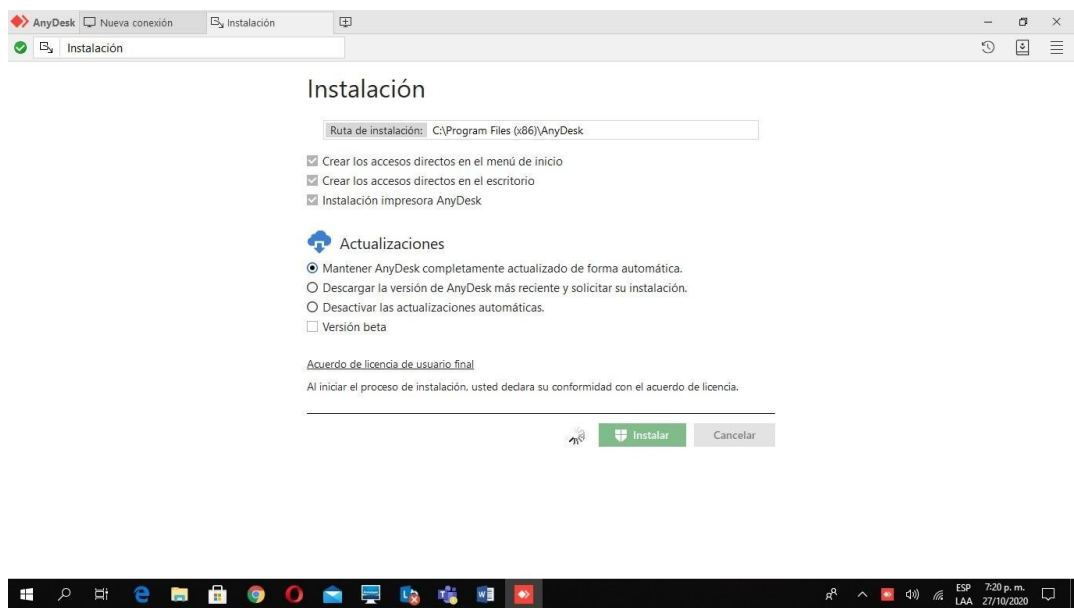 AnyDesk Nueva conexión Instalación
Instalación
Instalación
Ruta de instalación: C:\Program Files (x86)\AnyDesk
Crear los accesos directos en el menú de inicio
Crear los accesos directos en el escritorio
Instalación impresora AnyDesk
Actualizaciones
Mantener AnyDesk completamente actualizado de forma automática.
Descargar la versión de AnyDesk más reciente y solicitar su instalación.
Desactivar las actualizaciones automáticas.
Versión beta
Acuerdo de licencia de usuario final
Al iniciar el proceso de instalación, usted declara su conformidad con el acuerdo de licencia.
Instalar Cancelar
ESP 7:20 p. m.
LAA 27/10/2020